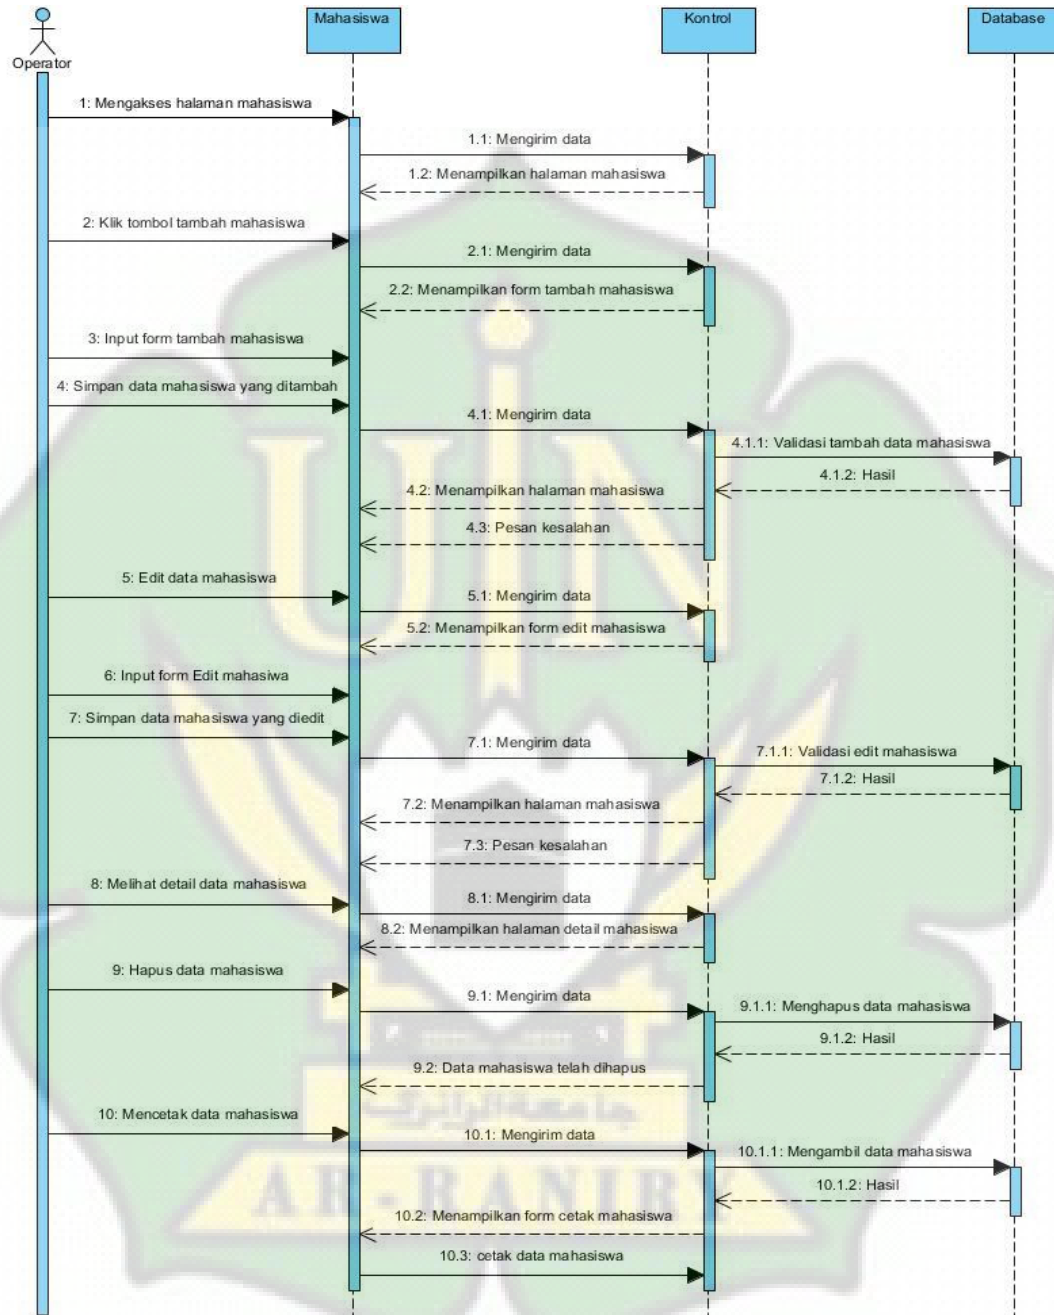 Operator
Mahasiswa
Kontrol
Database
1: Mengakses halaman mahasiswa
1.1: Mengirim data
1.2: Menampilkan halaman mahasiswa
2: Klik tombol tambah mahasiswa
2.1: Mengirim data
2.2: Menampilkan form tambah mahasiswa
3: Input form tambah mahasiswa
4: Simpan data mahasiswa yang ditambah
4.1: Mengirim data
4.1.1: Validasi tambah data mahasiswa
4.1.2: Hasil
4.2: Menampilkan halaman mahasiswa
4.3: Pesan kesalahan
5: Edit data mahasiswa
5.1: Mengirim data
5.2: Menampilkan form edit mahasiswa
6: Input form Edit mahasiwa
7: Simpan data mahasiswa yang diedit
7.1: Mengirim data
7.1.1: Validasi edit mahasiswa
7.1.2: Hasil
7.2: Menampilkan halaman mahasiswa
7.3: Pesan kesalahan
8: Melihat detail data mahasiswa
8.1: Mengirim data
8.2: Menampilkan halaman detail mahasiswa
9: Hapus data mahasiswa
9.1: Mengirim data
9.1.1: Menghapus data mahasiswa
9.1.2: Hasil
9.2: Data mahasiswa telah dihapus
10: Mencetak data mahasiswa
10.1: Mengirim data
10.1.1: Mengambil data mahasiswa
10.1.2: Hasil
10.2: Menampilkan form cetak mahasiswa
10.3: cetak data mahasiswa
UIN
جامعة الرانري
AR-RANIRY